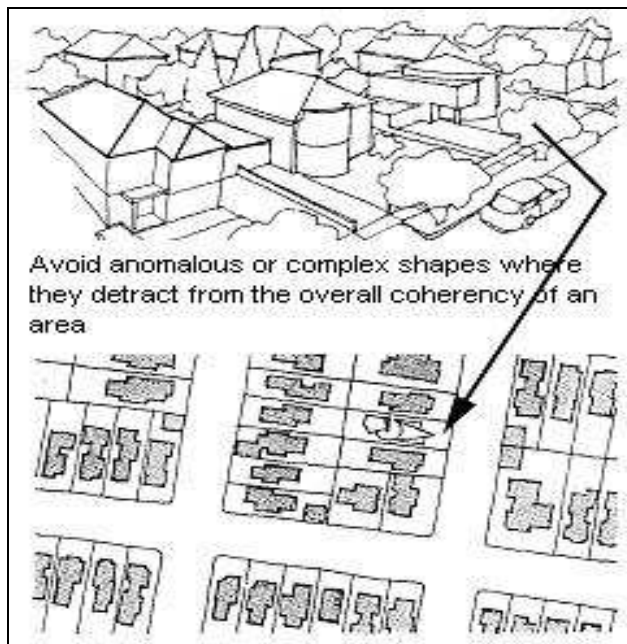 Avoid anomalous or complex shapes where
they detract from the overall coherency of an
area